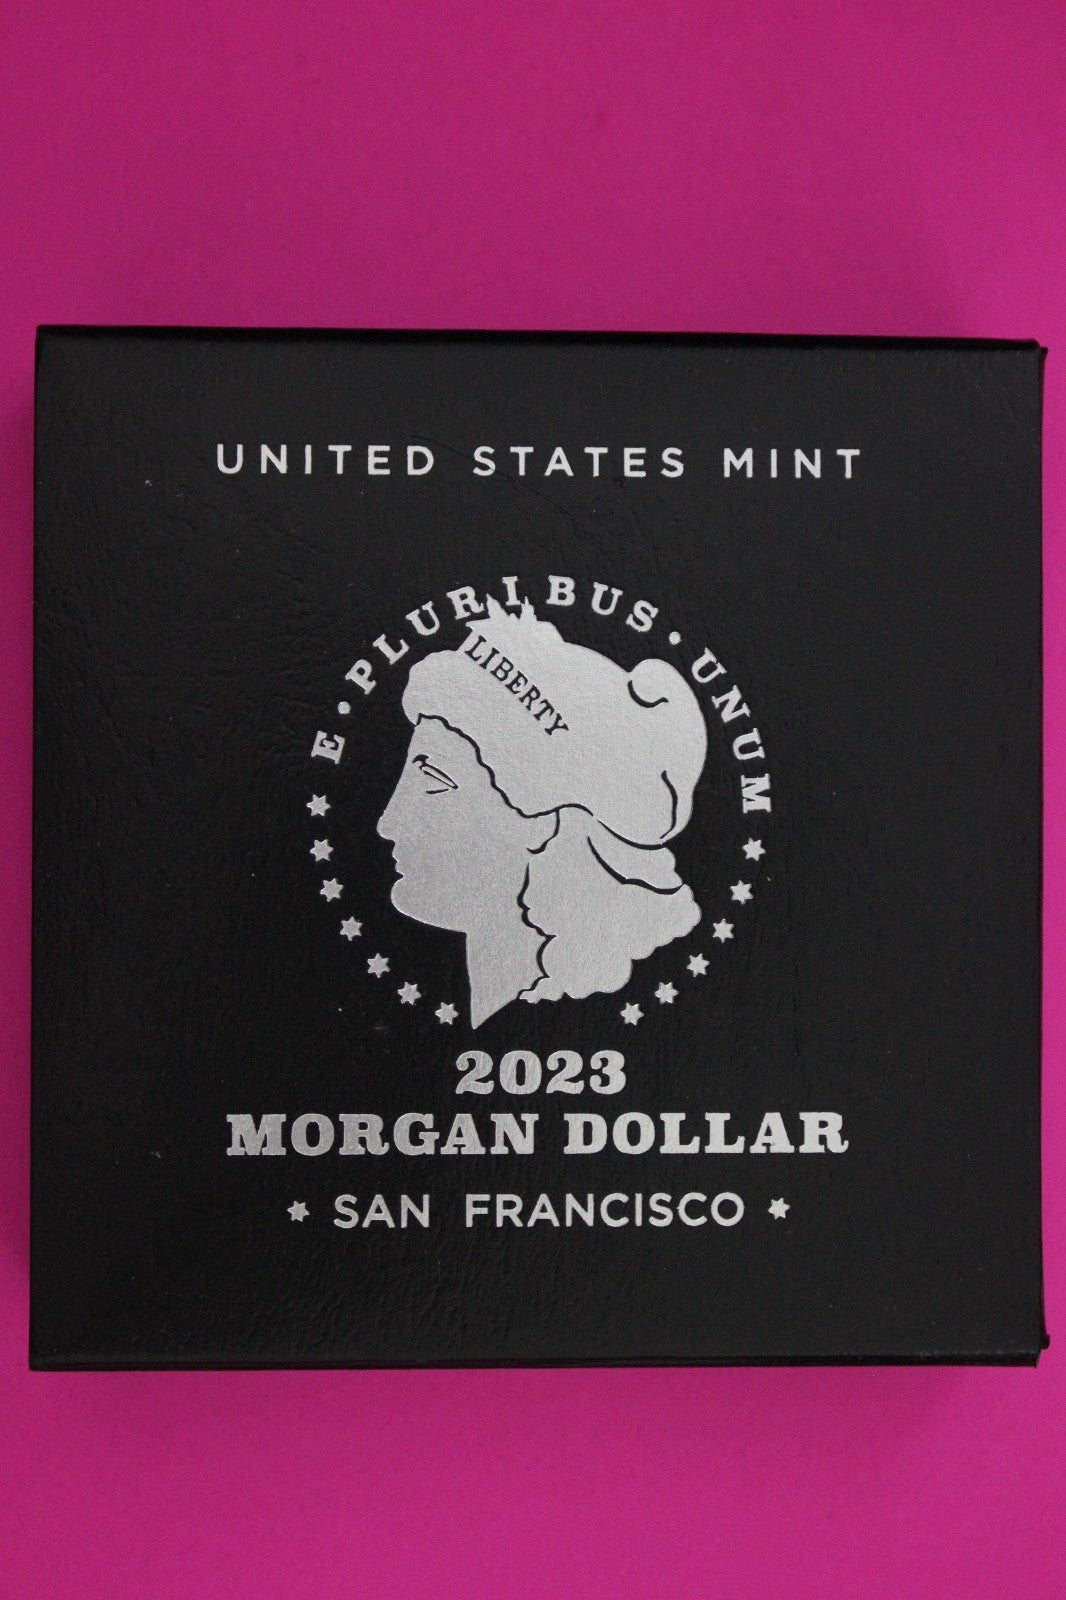 UNITED STATES MINT
E · PLURIBUS · UNUM
LIBERTY
2023
MORGAN DOLLAR
★ SAN FRANCISCO ★